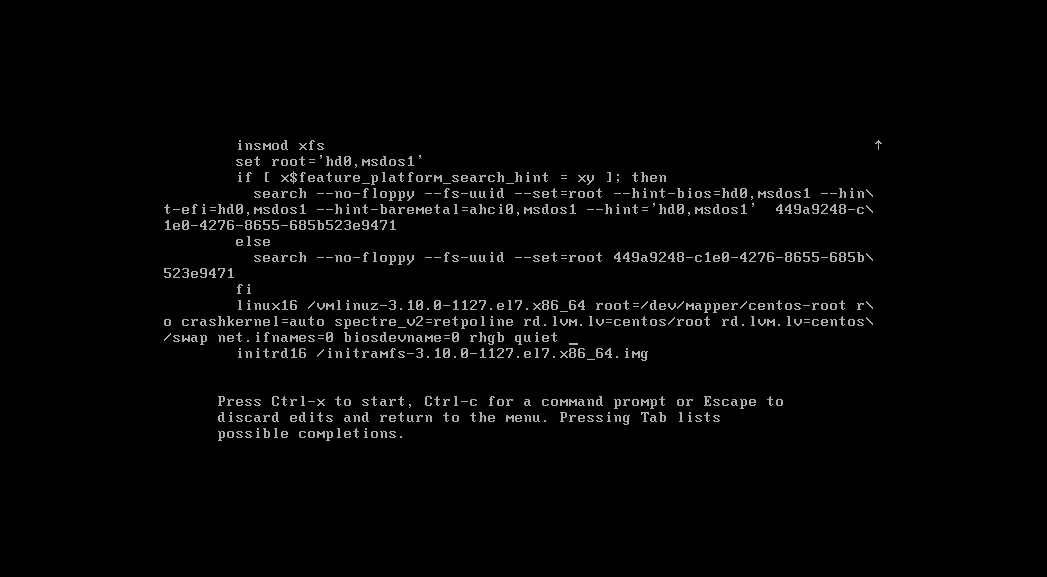 insmod xfs ↑
set root='hd0,msdos1'
if [ x$feature_platform_search_hint = xy ]; then
search --no-floppy --fs-uuid --set=root --hint-bios=hd0,msdos1 --hin\
t-efi=hd0,msdos1 --hint-baremetal=ahci0,msdos1 --hint='hd0,msdos1'  449a9248-c\
1e0-4276-8655-685b523e9471
else
search --no-floppy --fs-uuid --set=root 449a9248-c1e0-4276-8655-685b\
523e9471
fi
linux16 /vmlinuz-3.10.0-1127.el7.x86_64 root=/dev/mapper/centos-root r\
o crashkernel=auto spectre_v2=retpoline rd.lvm.lv=centos/root rd.lvm.lv=centos\
/swap net.ifnames=0 biosdevname=0 rhgb quiet _
initrd16 /initramfs-3.10.0-1127.el7.x86_64.img
Press Ctrl-x to start, Ctrl-c for a command prompt or Escape to
discard edits and return to the menu. Pressing Tab lists
possible completions.